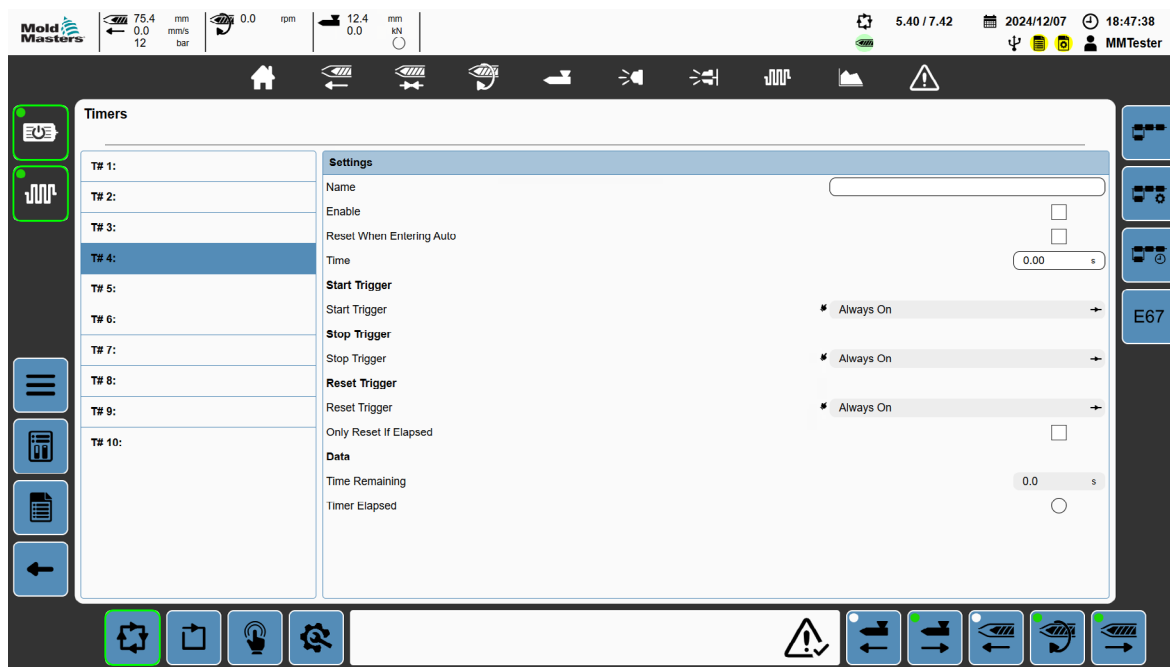 Mold Masters
75.4 mm
0.0 mm/s
12 bar
0.0 rpm
12.4 mm
0.0 kN
5.40 / 7.42
2024/12/07
18:47:38
MMTester
Timers
T# 1:
T# 2:
T# 3:
T# 4:
T# 5:
T# 6:
T# 7:
T# 8:
T# 9:
T# 10:
Settings
Name
Enable
Reset When Entering Auto
Time 0.00 s
Start Trigger
Start Trigger Always On
Stop Trigger
Stop Trigger Always On
Reset Trigger
Reset Trigger Always On
Only Reset If Elapsed
Data
Time Remaining 0.0 s
Timer Elapsed
E67